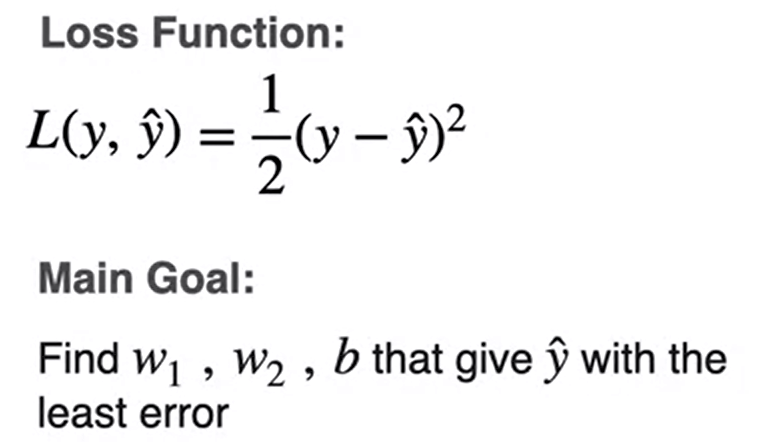 Loss Function:
L(y, ŷ) = 1/2(y − ŷ)²
Main Goal:
Find w₁ , w₂ , b that give ŷ with the
least error